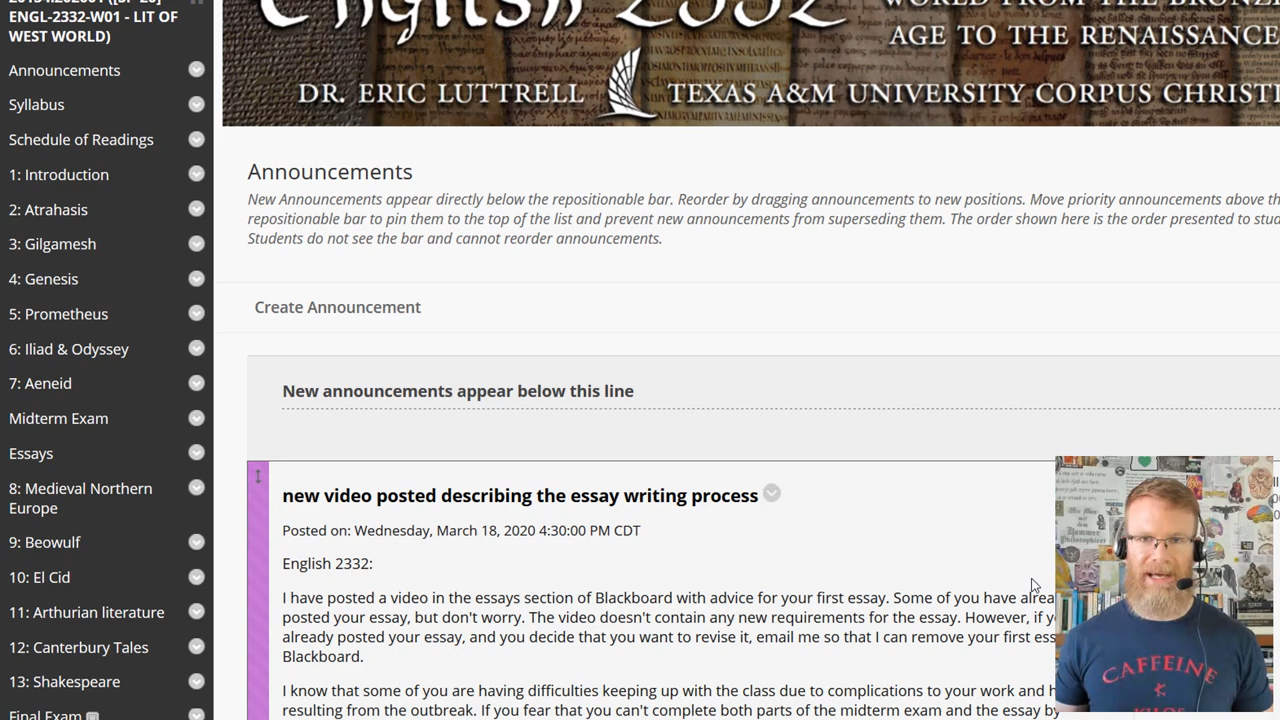 ENGL-2332-W01 - LIT OF
WEST WORLD)
Announcements
Syllabus
Schedule of Readings
1: Introduction
2: Atrahasis
3: Gilgamesh
4: Genesis
5: Prometheus
6: Iliad & Odyssey
7: Aeneid
Midterm Exam
Essays
8: Medieval Northern
Europe
9: Beowulf
10: El Cid
11: Arthurian literature
12: Canterbury Tales
13: Shakespeare
Final Exam
English 2332
WORLD FROM THE BRONZE
AGE TO THE RENAISSANCE
DR. ERIC LUTTRELL
TEXAS A&M UNIVERSITY CORPUS CHRISTI
Announcements
New Announcements appear directly below the repositionable bar. Reorder by dragging announcements to new positions. Move priority announcements above th
repositionable bar to pin them to the top of the list and prevent new announcements from superseding them. The order shown here is the order presented to stu
Students do not see the bar and cannot reorder announcements.
Create Announcement
New announcements appear below this line
new video posted describing the essay writing process
Posted on: Wednesday, March 18, 2020 4:30:00 PM CDT
English 2332:
I have posted a video in the essays section of Blackboard with advice for your first essay. Some of you have alrea
posted your essay, but don't worry. The video doesn't contain any new requirements for the essay. However, if y
already posted your essay, and you decide that you want to revise it, email me so that I can remove your first ess
Blackboard.
I know that some of you are having difficulties keeping up with the class due to complications to your work and h
resulting from the outbreak. If you fear that you can't complete both parts of the midterm exam and the essay by
CAFFEINE